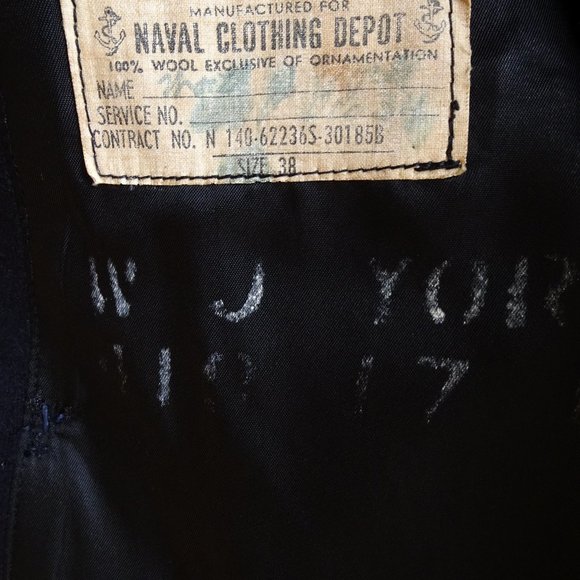 MANUFACTURED FOR
NAVAL CLOTHING DEPOT
100% WOOL EXCLUSIVE OF ORNAMENTATION
NAME
SERVICE NO.
CONTRACT NO. N 140-62236S-30185B
SIZE 38
W J YOR
17